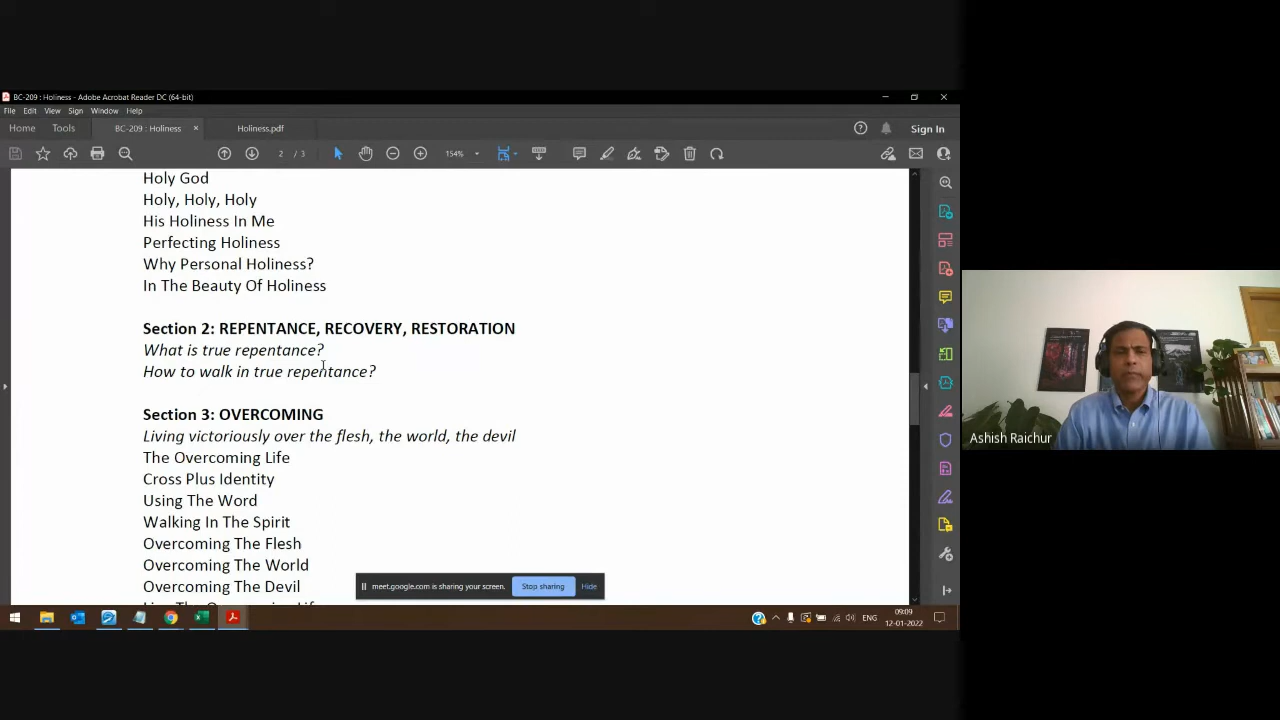 BC-209 : Holiness - Adobe Acrobat Reader DC (64-bit)
File Edit View Sign Window Help
Home Tools BC-209 : Holiness × Holiness.pdf Sign In
2 / 3 154%
Holy God
Holy, Holy, Holy
His Holiness In Me
Perfecting Holiness
Why Personal Holiness?
In The Beauty Of Holiness
Section 2: REPENTANCE, RECOVERY, RESTORATION
What is true repentance?
How to walk in true repentance?
Section 3: OVERCOMING
Living victoriously over the flesh, the world, the devil
The Overcoming Life
Cross Plus Identity
Using The Word
Walking In The Spirit
Overcoming The Flesh
Overcoming The World
Overcoming The Devil
meet.google.com is sharing your screen. Stop sharing Hide
ENG 09:09
12-01-2022
Ashish Raichur